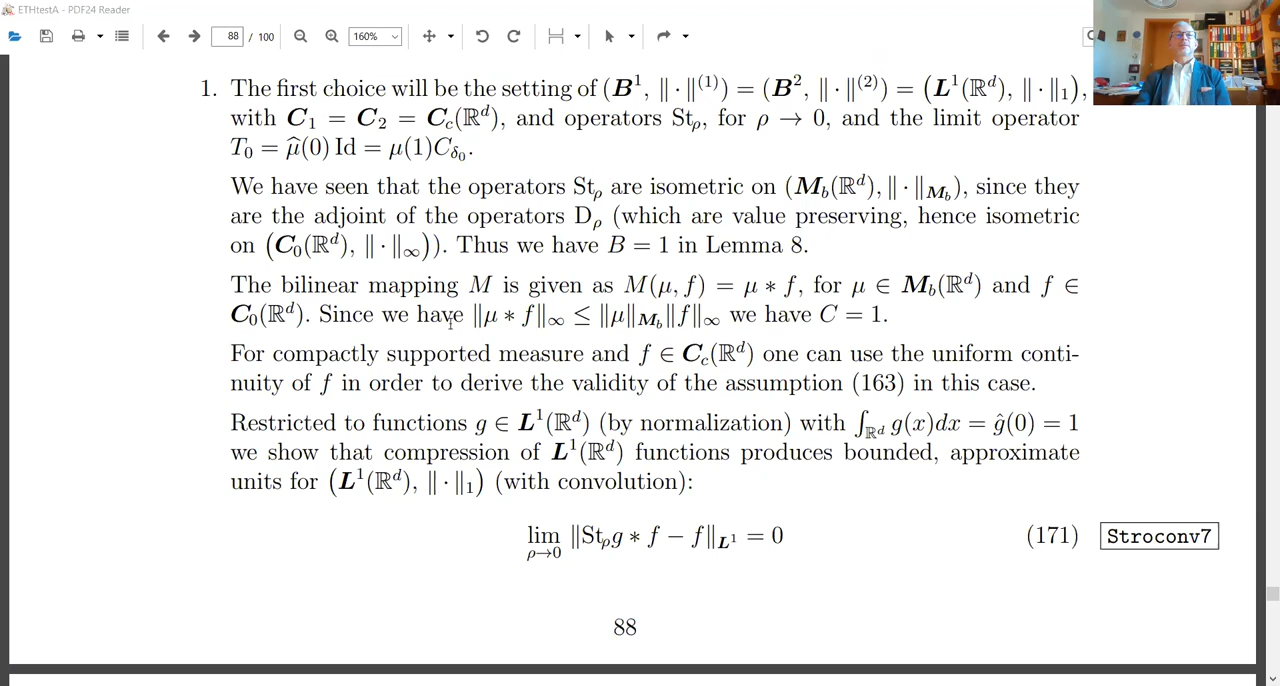 ETHtestA - PDF24 Reader
88 / 100 160%
1. The first choice will be the setting of (B¹, ‖·‖⁽¹⁾) = (B², ‖·‖⁽²⁾) = (L¹(ℝᵈ), ‖·‖₁),
with C₁ = C₂ = C_c(ℝᵈ), and operators St_ρ, for ρ → 0, and the limit operator
T₀ = μ̂(0) Id = μ(1)C_{δ₀}.
We have seen that the operators St_ρ are isometric on (M_b(ℝᵈ), ‖·‖_{M_b}), since they
are the adjoint of the operators D_ρ (which are value preserving, hence isometric
on (C₀(ℝᵈ), ‖·‖_∞)). Thus we have B = 1 in Lemma 8.
The bilinear mapping M is given as M(μ, f) = μ * f, for μ ∈ M_b(ℝᵈ) and f ∈
C₀(ℝᵈ). Since we have ‖μ * f‖_∞ ≤ ‖μ‖_{M_b}‖f‖_∞ we have C = 1.
For compactly supported measure and f ∈ C_c(ℝᵈ) one can use the uniform conti-
nuity of f in order to derive the validity of the assumption (163) in this case.
Restricted to functions g ∈ L¹(ℝᵈ) (by normalization) with ∫_{ℝᵈ} g(x)dx = ĝ(0) = 1
we show that compression of L¹(ℝᵈ) functions produces bounded, approximate
units for (L¹(ℝᵈ), ‖·‖₁) (with convolution):
lim_{ρ→0} ‖St_ρg * f − f‖_{L¹} = 0 (171) Stroconv7
88